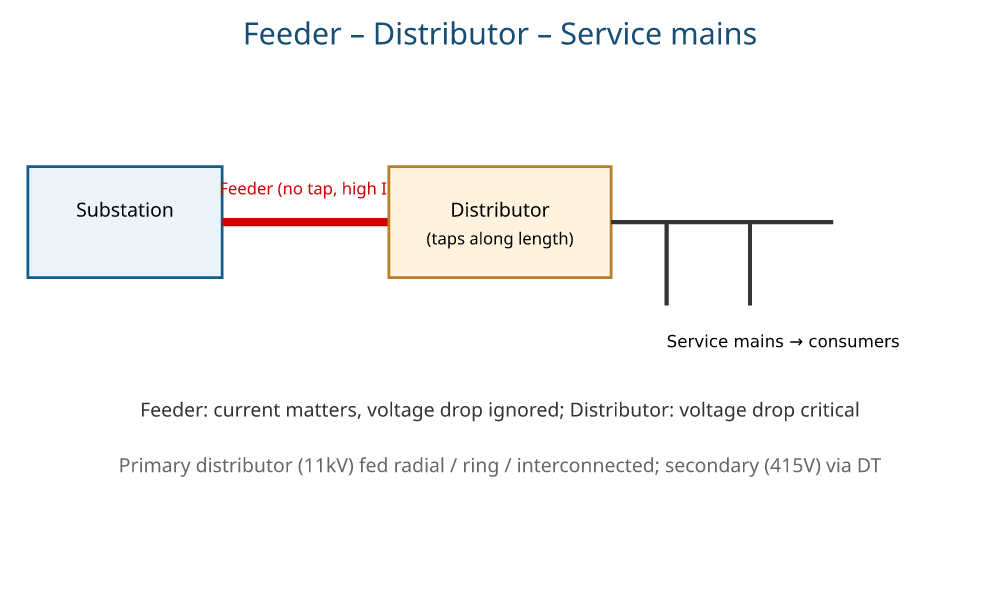 Feeder – Distributor – Service mains
Feeder (no tap, high I
Substation
Distributor
(taps along length)
Service mains → consumers
Feeder: current matters, voltage drop ignored; Distributor: voltage drop critical
Primary distributor (11kV) fed radial / ring / interconnected; secondary (415V) via DT